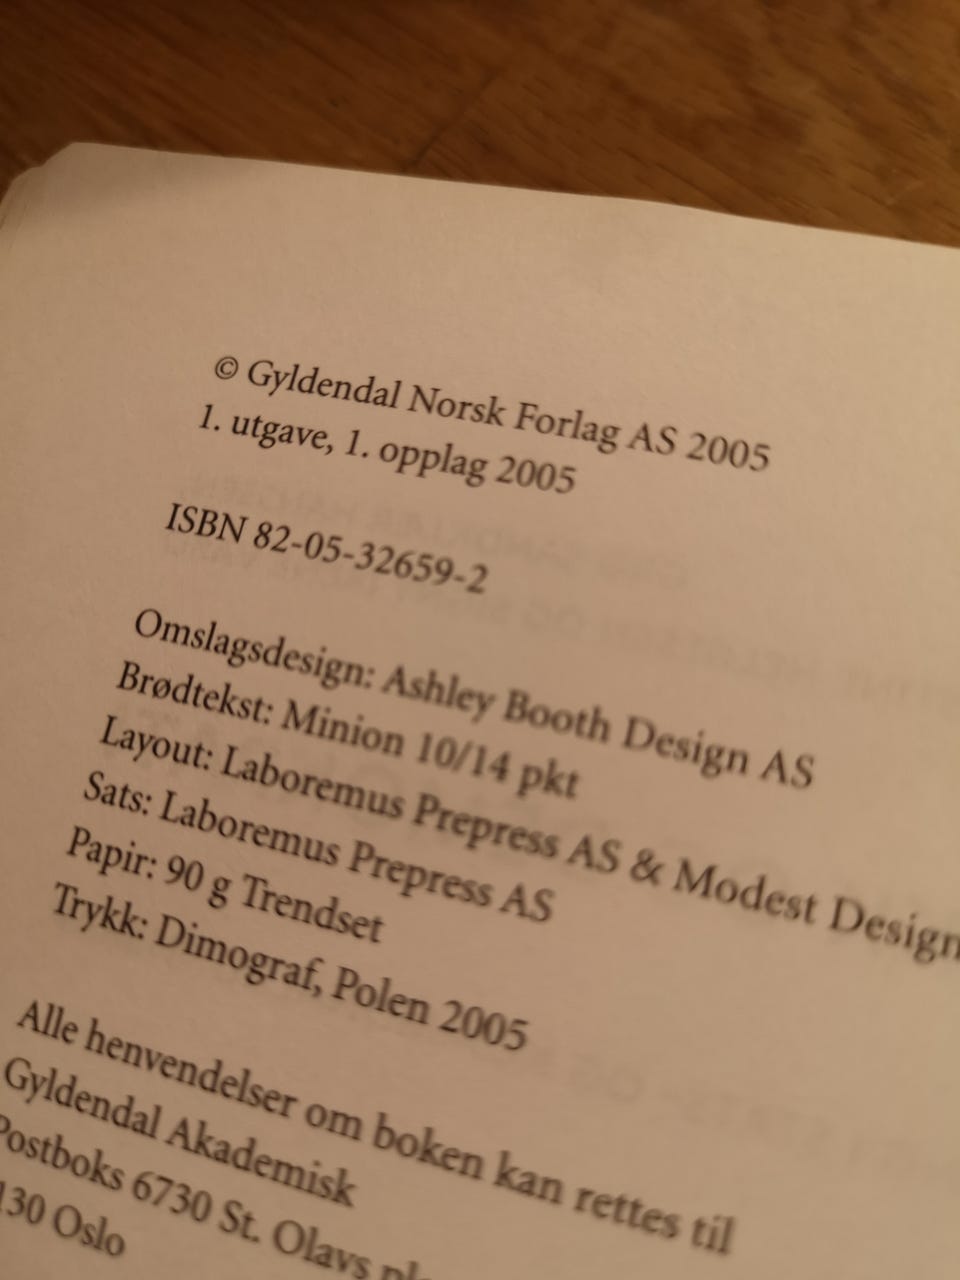 © Gyldendal Norsk Forlag AS 2005
1. utgave, 1. opplag 2005
ISBN 82-05-32659-2
Omslagsdesign: Ashley Booth Design AS
Brødtekst: Minion 10/14 pkt
Layout: Laboremus Prepress AS & Modest Design
Sats: Laboremus Prepress AS
Papir: 90 g Trendset
Trykk: Dimograf, Polen 2005
Alle henvendelser om boken kan rettes til
Gyldendal Akademisk
Postboks 6730 St. Olavs
130 Oslo